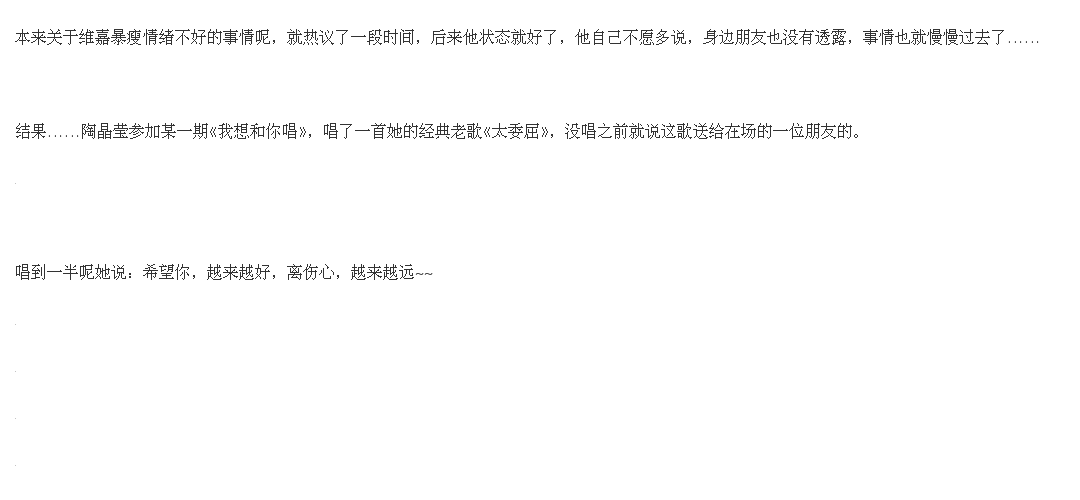 本来关于维嘉暴瘦情绪不好的事情呢，就热议了一段时间，后来他状态就好了，他自己不愿多说，身边朋友也没有透露，事情也就慢慢过去了……
结果……陶晶莹参加某一期《我想和你唱》，唱了一首她的经典老歌《太委屈》，没唱之前就说这歌送给在场的一位朋友的。
唱到一半呢她说：希望你，越来越好，离伤心，越来越远~~